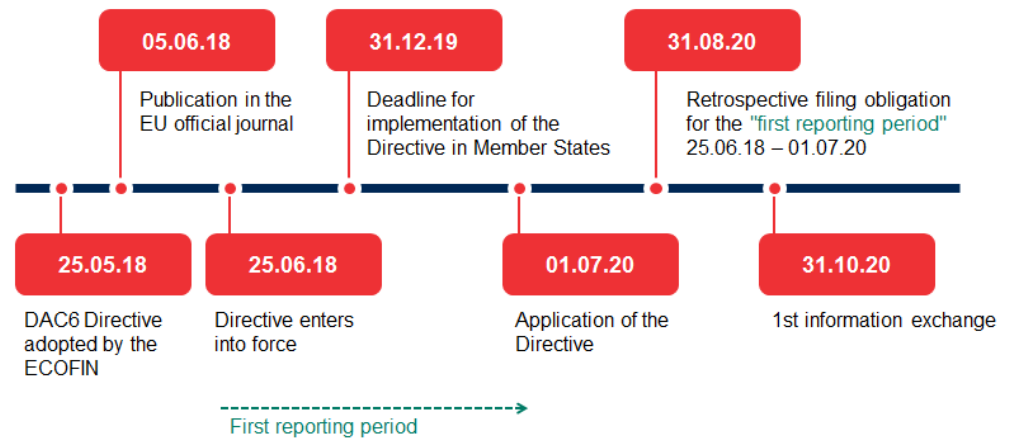 05.06.18
Publication in the
EU official journal
31.12.19
Deadline for
implementation of the
Directive in Member States
31.08.20
Retrospective filing obligation
for the "first reporting period"
25.06.18 – 01.07.20
25.05.18
DAC6 Directive
adopted by the
ECOFIN
25.06.18
Directive enters
into force
01.07.20
Application of the
Directive
31.10.20
1st information exchange
First reporting period